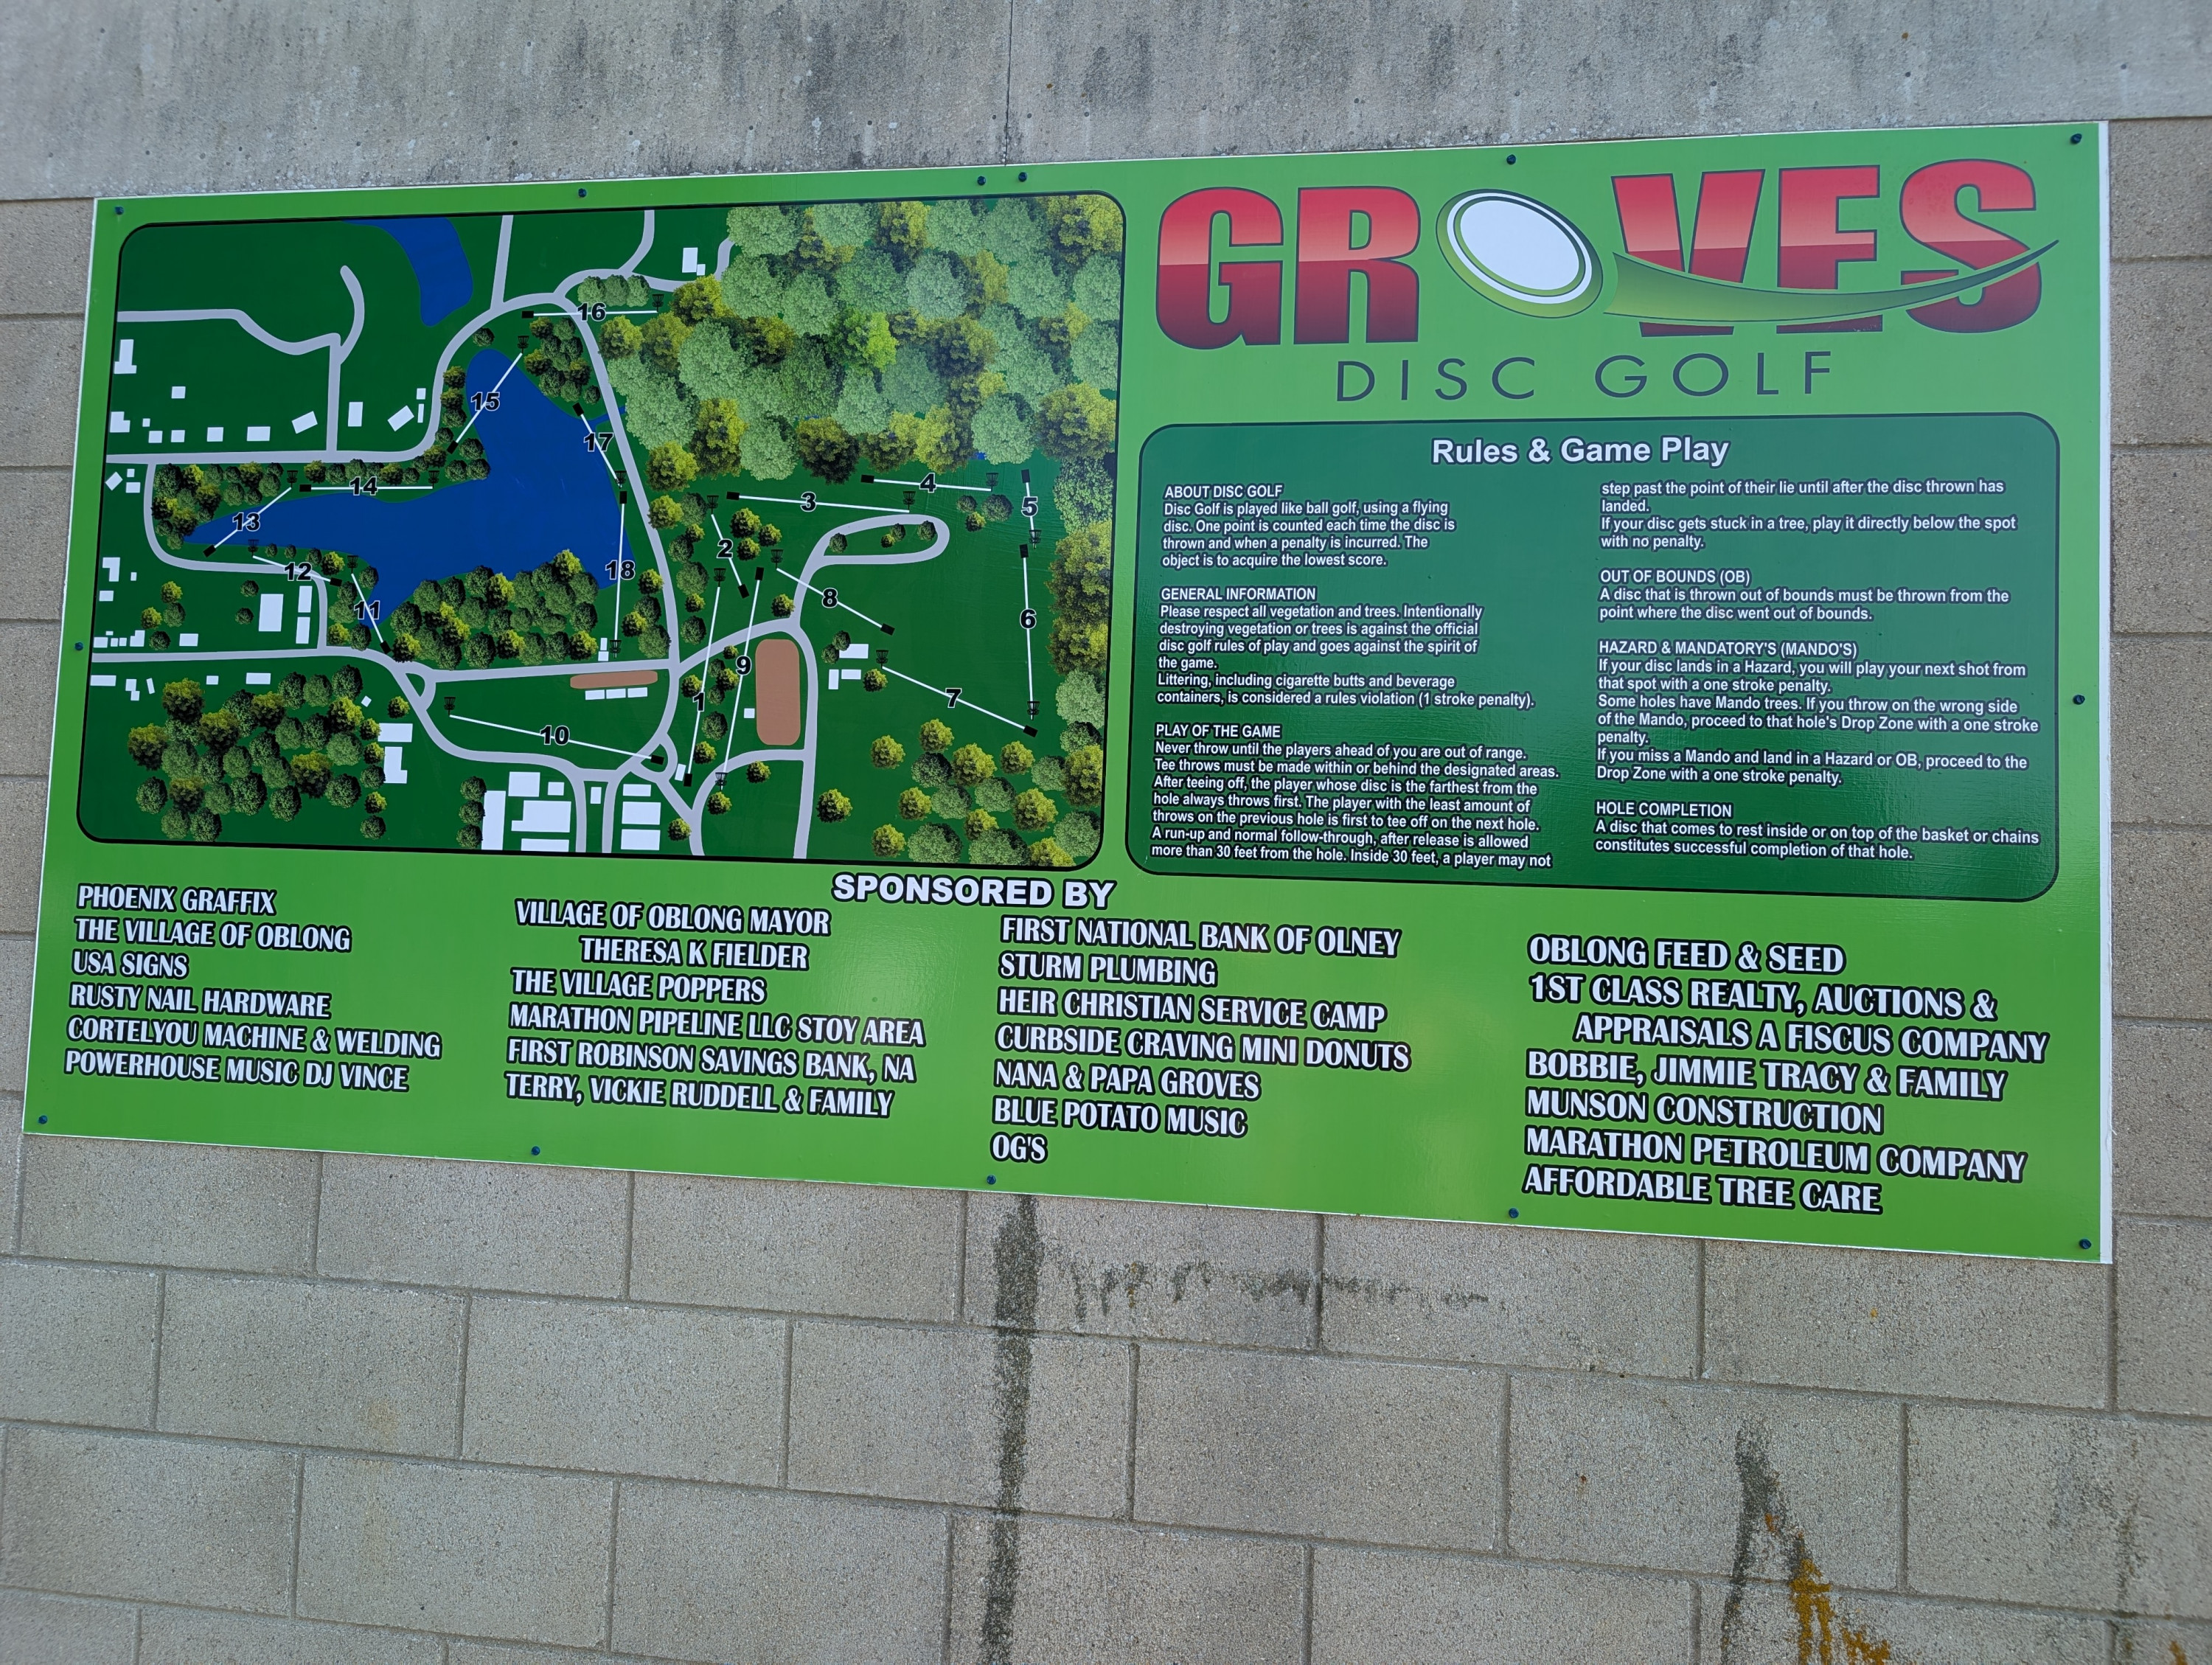 GROVES
DISC GOLF
16
15
17
14
13
12
11
18
3
4
5
2
8
6
9
1
7
10
Rules & Game Play
ABOUT DISC GOLF
Disc Golf is played like ball golf, using a flying
disc. One point is counted each time the disc is
thrown and when a penalty is incurred. The
object is to acquire the lowest score.
GENERAL INFORMATION
Please respect all vegetation and trees. Intentionally
destroying vegetation or trees is against the official
disc golf rules of play and goes against the spirit of
the game.
Littering, including cigarette butts and beverage
containers, is considered a rules violation (1 stroke penalty).
PLAY OF THE GAME
Never throw until the players ahead of you are out of range.
Tee throws must be made within or behind the designated areas.
After teeing off, the player whose disc is the farthest from the
hole always throws first. The player with the least amount of
throws on the previous hole is first to tee off on the next hole.
A run-up and normal follow-through, after release is allowed
more than 30 feet from the hole. Inside 30 feet, a player may not
step past the point of their lie until after the disc thrown has
landed.
If your disc gets stuck in a tree, play it directly below the spot
with no penalty.
OUT OF BOUNDS (OB)
A disc that is thrown out of bounds must be thrown from the
point where the disc went out of bounds.
HAZARD & MANDATORY'S (MANDO'S)
If your disc lands in a Hazard, you will play your next shot from
that spot with a one stroke penalty.
Some holes have Mando trees. If you throw on the wrong side
of the Mando, proceed to that hole's Drop Zone with a one stroke
penalty.
If you miss a Mando and land in a Hazard or OB, proceed to the
Drop Zone with a one stroke penalty.
HOLE COMPLETION
A disc that comes to rest inside or on top of the basket or chains
constitutes successful completion of that hole.
SPONSORED BY
PHOENIX GRAFFIX
THE VILLAGE OF OBLONG
USA SIGNS
RUSTY NAIL HARDWARE
CORTELYOU MACHINE & WELDING
POWERHOUSE MUSIC DJ VINCE
VILLAGE OF OBLONG MAYOR
THERESA K FIELDER
THE VILLAGE POPPERS
MARATHON PIPELINE LLC STOY AREA
FIRST ROBINSON SAVINGS BANK, NA
TERRY, VICKIE RUDDELL & FAMILY
FIRST NATIONAL BANK OF OLNEY
STURM PLUMBING
HEIR CHRISTIAN SERVICE CAMP
CURBSIDE CRAVING MINI DONUTS
NANA & PAPA GROVES
BLUE POTATO MUSIC
OG'S
OBLONG FEED & SEED
1ST CLASS REALTY, AUCTIONS &
APPRAISALS A FISCUS COMPANY
BOBBIE, JIMMIE TRACY & FAMILY
MUNSON CONSTRUCTION
MARATHON PETROLEUM COMPANY
AFFORDABLE TREE CARE